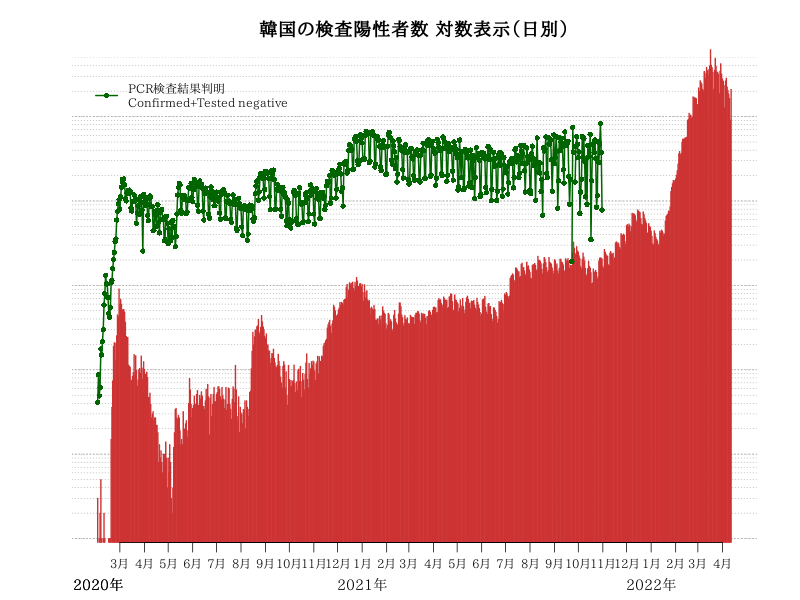 韓国の検査陽性者数 対数表示(日別)
PCR検査結果判明
Confirmed+Tested negative
3月 4月 5月 6月 7月 8月 9月 10月 11月 12月 1月 2月 3月 4月 5月 6月 7月 8月 9月 10月 11月 12月 1月 2月 3月 4月
2020年 2021年 2022年